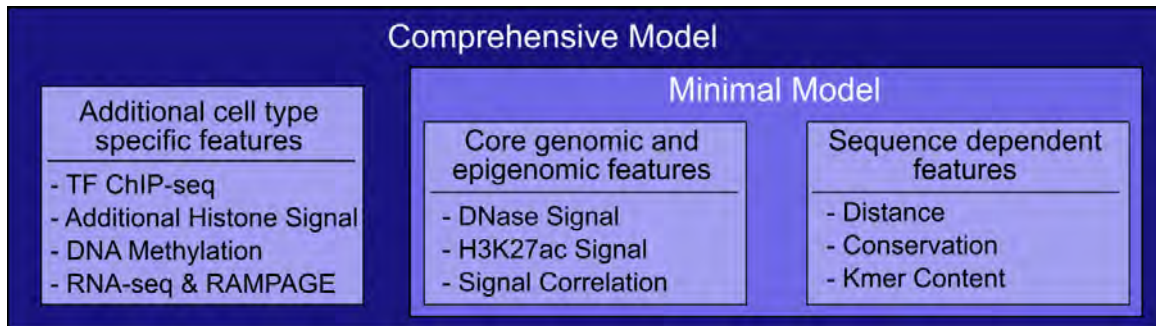 Comprehensive Model
Additional cell type
specific features
- TF ChIP-seq
- Additional Histone Signal
- DNA Methylation
- RNA-seq & RAMPAGE
Minimal Model
Core genomic and
epigenomic features
- DNase Signal
- H3K27ac Signal
- Signal Correlation
Sequence dependent
features
- Distance
- Conservation
- Kmer Content